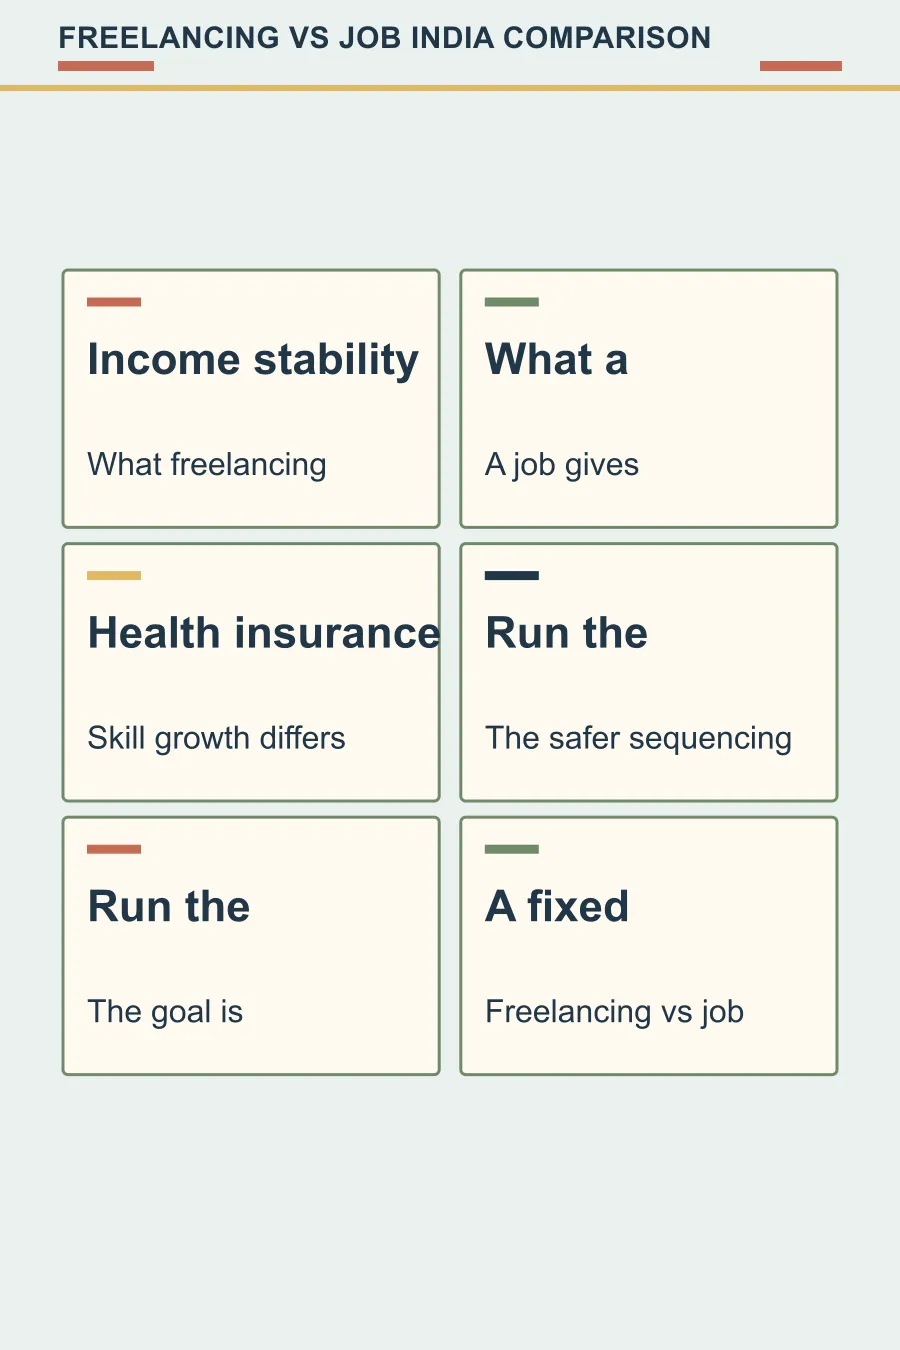 FREELANCING VS JOB INDIA COMPARISON
Income stability
What freelancing
What a
A job gives
Health insurance
Skill growth differs
Run the
The safer sequencing
Run the
The goal is
A fixed
Freelancing vs job